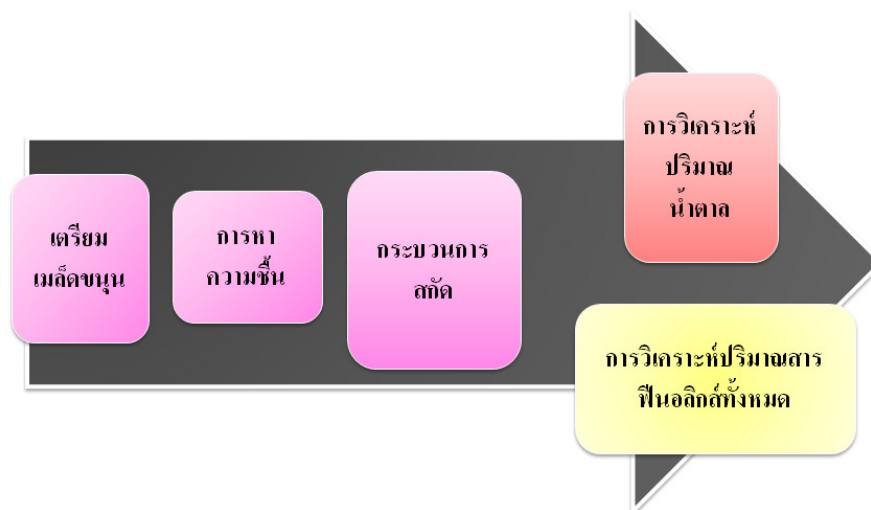 เตรียม
เมล็ดขนุน
การหา
ความชื้น
กระบวนการ
สกัด
การวิเคราะห์
ปริมาณ
น้ำตาล
การวิเคราะห์ปริมาณสาร
ฟีนอลิกส์ทั้งหมด